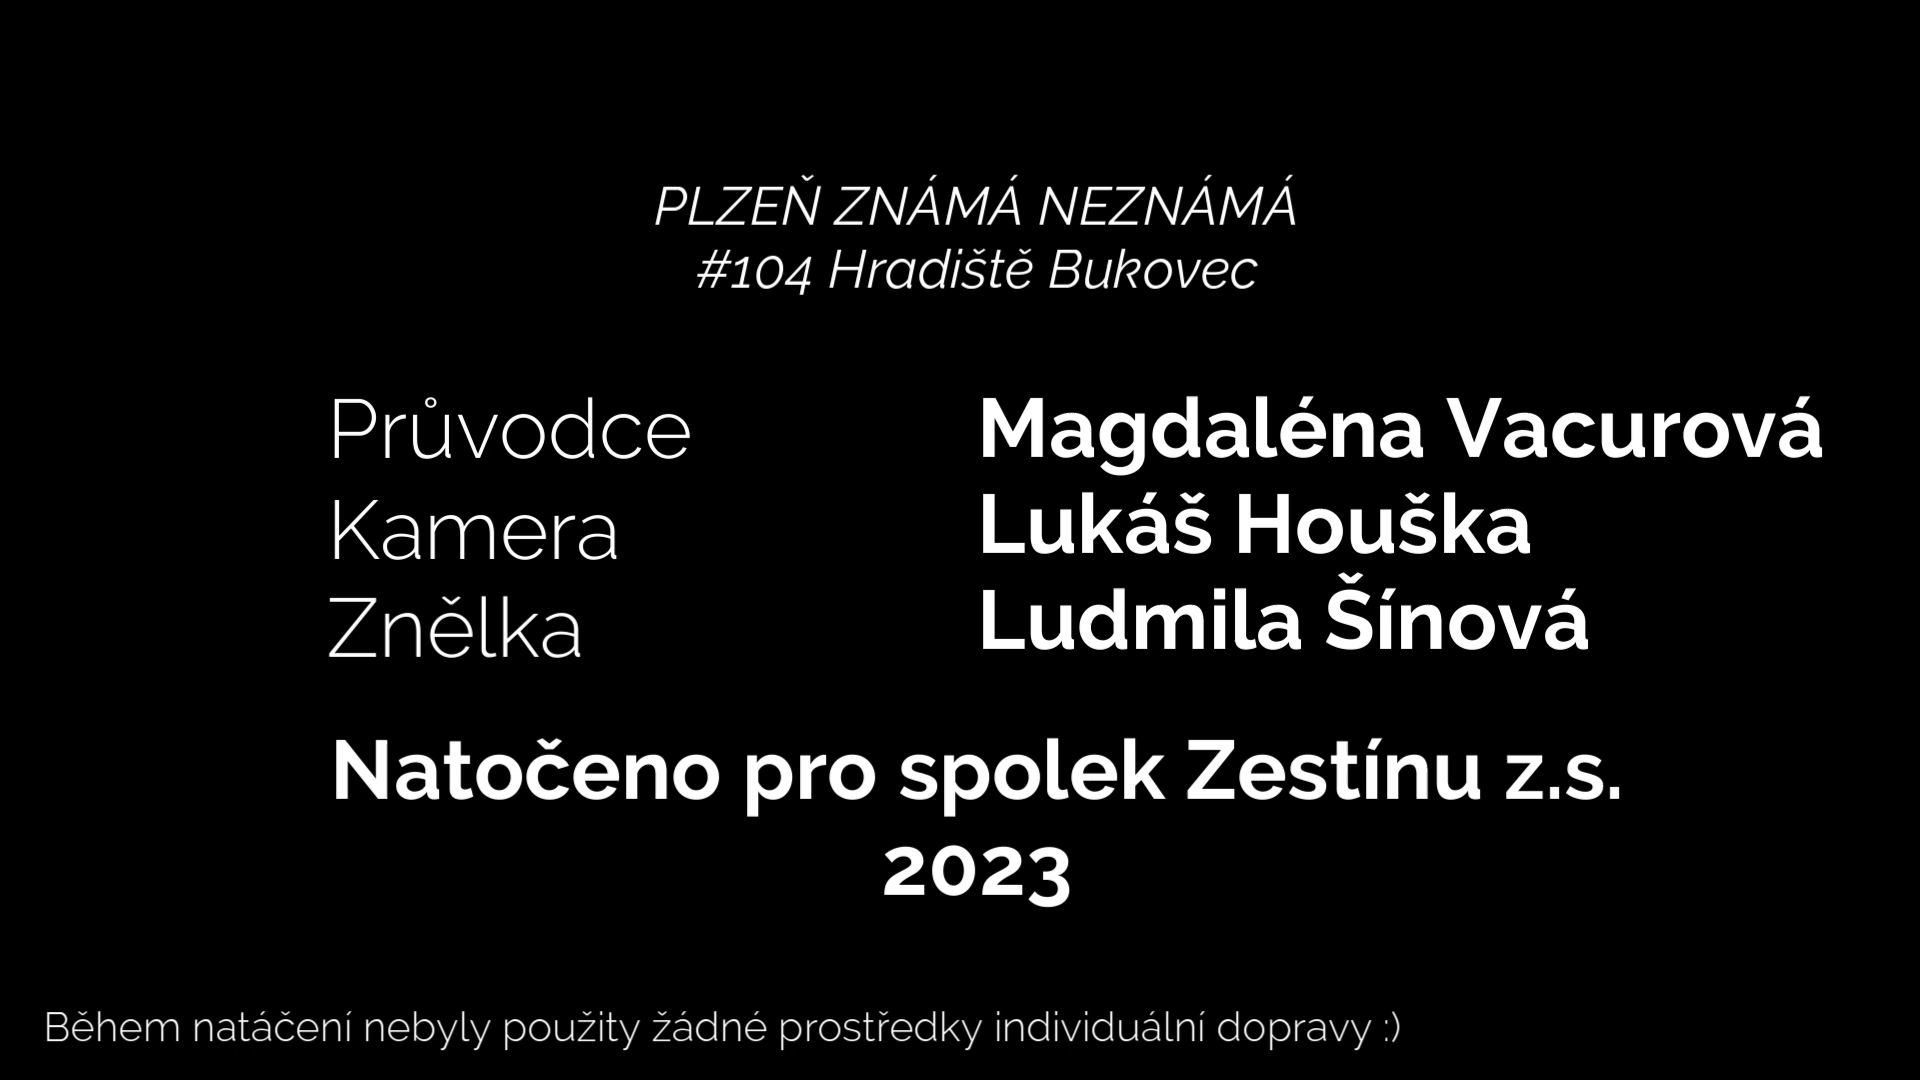 PLZEŇ ZNÁMÁ NEZNÁMÁ
#104 Hradiště Bukovec
Průvodce Magdaléna Vacurová
Kamera Lukáš Houška
Znělka Ludmila Šínová
Natočeno pro spolek Zestínu z.s.
2023
Během natáčení nebyly použity žádné prostředky individuální dopravy :)